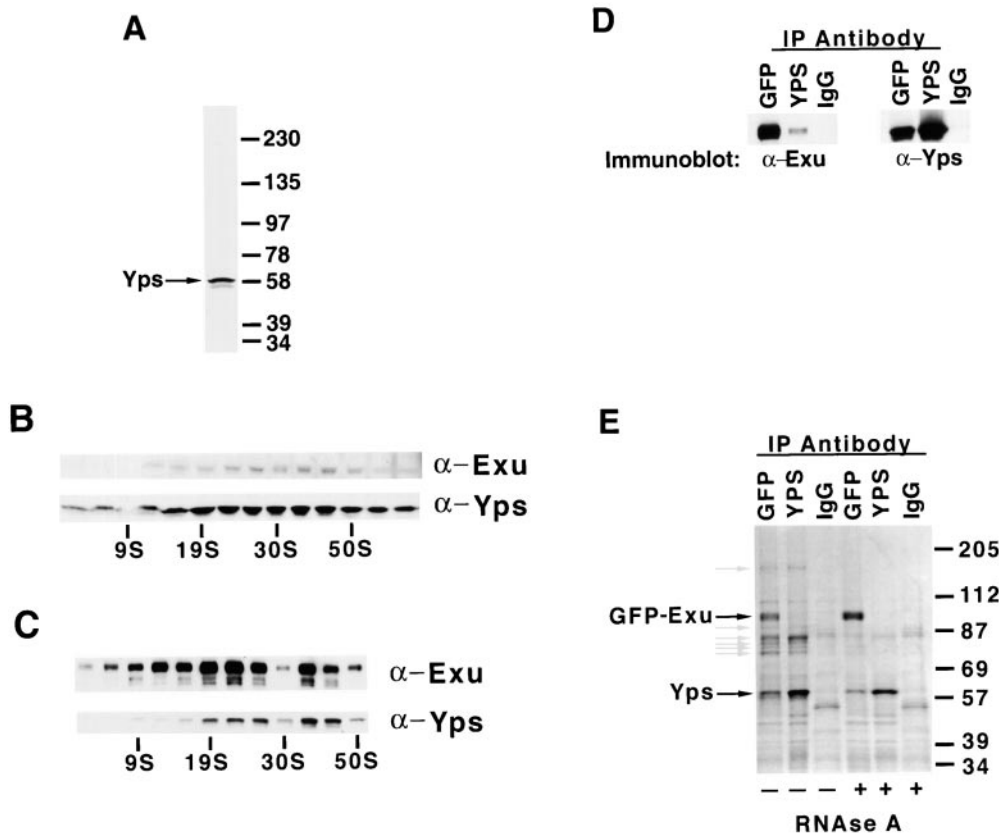 A
230
135
97
78
Yps
58
39
34
B
α–Exu
α–Yps
9S 19S 30S 50S
C
α–Exu
α–Yps
9S 19S 30S 50S
D
IP Antibody
GFP YPS IgG GFP YPS IgG
Immunoblot: α–Exu α–Yps
E
IP Antibody
GFP YPS IgG GFP YPS IgG
205
112
GFP-Exu
87
69
Yps
57
39
34
– – – + + +
RNAse A